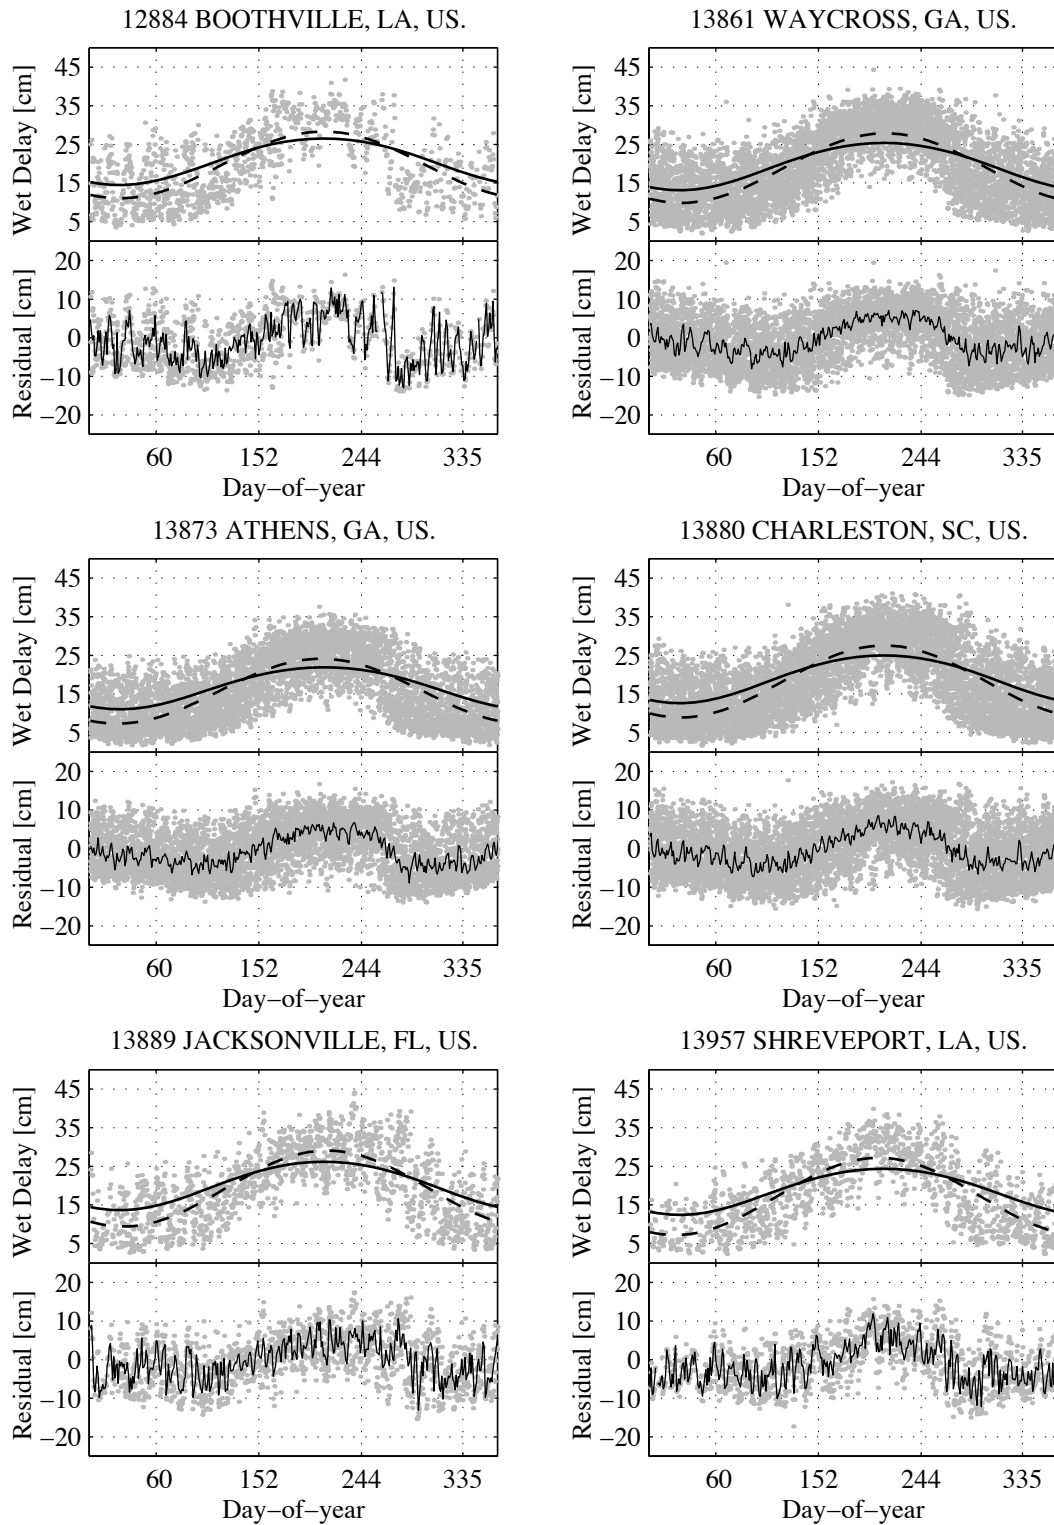 12884 BOOTHVILLE, LA, US.
Wet Delay [cm]
45
35
25
15
5
Residual [cm]
20
10
0
−10
−20
60 152 244 335
Day−of−year
13861 WAYCROSS, GA, US.
Wet Delay [cm]
45
35
25
15
5
Residual [cm]
20
10
0
−10
−20
60 152 244 335
Day−of−year
13873 ATHENS, GA, US.
Wet Delay [cm]
45
35
25
15
5
Residual [cm]
20
10
0
−10
−20
60 152 244 335
Day−of−year
13880 CHARLESTON, SC, US.
Wet Delay [cm]
45
35
25
15
5
Residual [cm]
20
10
0
−10
−20
60 152 244 335
Day−of−year
13889 JACKSONVILLE, FL, US.
Wet Delay [cm]
45
35
25
15
5
Residual [cm]
20
10
0
−10
−20
60 152 244 335
Day−of−year
13957 SHREVEPORT, LA, US.
Wet Delay [cm]
45
35
25
15
5
Residual [cm]
20
10
0
−10
−20
60 152 244 335
Day−of−year